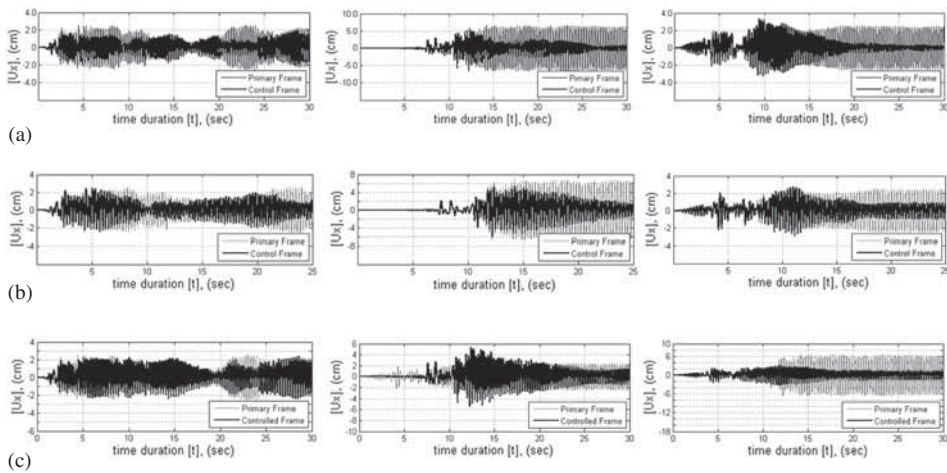 [Ux], (cm)
4.0
2.0
0
-2.0
-4.0
Primary Frame
Control Frame
5 10 15 20 25 30
time duration [t], (sec)
[Ux], (cm)
10.0
5.0
0
-5.0
-10.0
Primary Frame
Control Frame
5 10 15 20 25 30
time duration [t], (sec)
[Ux], (cm)
4.0
2.0
0
-2.0
-4.0
Primary Frame
Control Frame
5 10 15 20 25 30
time duration [t], (sec)
(a)
[Ux], (cm)
4
2
0
-2
-4
Primary Frame
Control Frame
5 10 15 20 25
time duration [t], (sec)
[Ux], (cm)
8
4
0
-8
Primary Frame
Control Frame
5 10 15 20 25
time duration [t], (sec)
[Ux], (cm)
4
2
0
-2
-4
Primary Frame
Control Frame
5 10 15 20 25
time duration [t], (sec)
(b)
[Ux], (cm)
4
2
0
-2
-4
-6
Primary Frame
Controlled Frame
0 5 10 15 20 25 30
time duration [t], (sec)
[Ux], (cm)
6
4
2
0
-2
-4
-6
-8
-10
Primary Frame
Controlled Frame
0 5 10 15 20 25 30
time duration [t], (sec)
[Ux], (cm)
10
-18
Primary Frame
Controlled Frame
0 5 10 15 20 25 30
time duration [t], (sec)
(c)